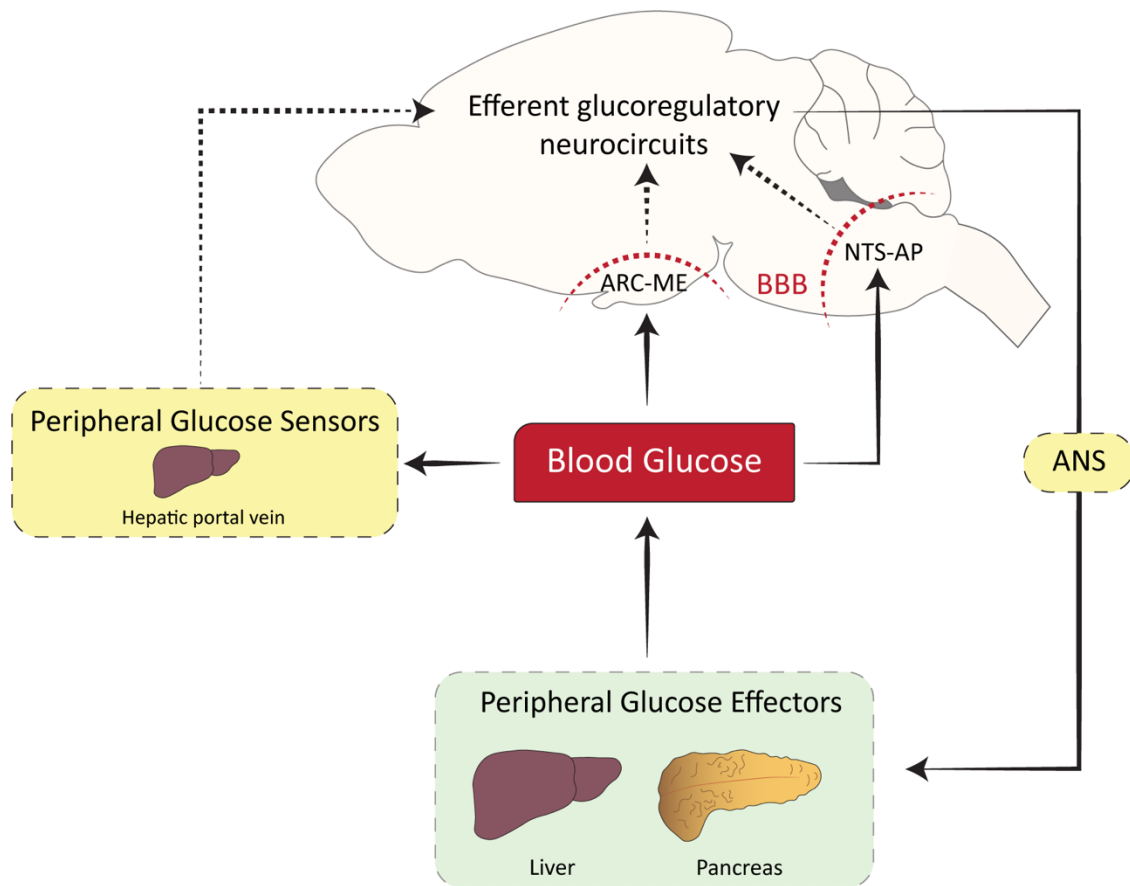 Efferent glucoregulatory
neurocircuits
NTS-AP
ARC-ME
BBB
Peripheral Glucose Sensors
Hepatic portal vein
Blood Glucose
ANS
Peripheral Glucose Effectors
Liver
Pancreas